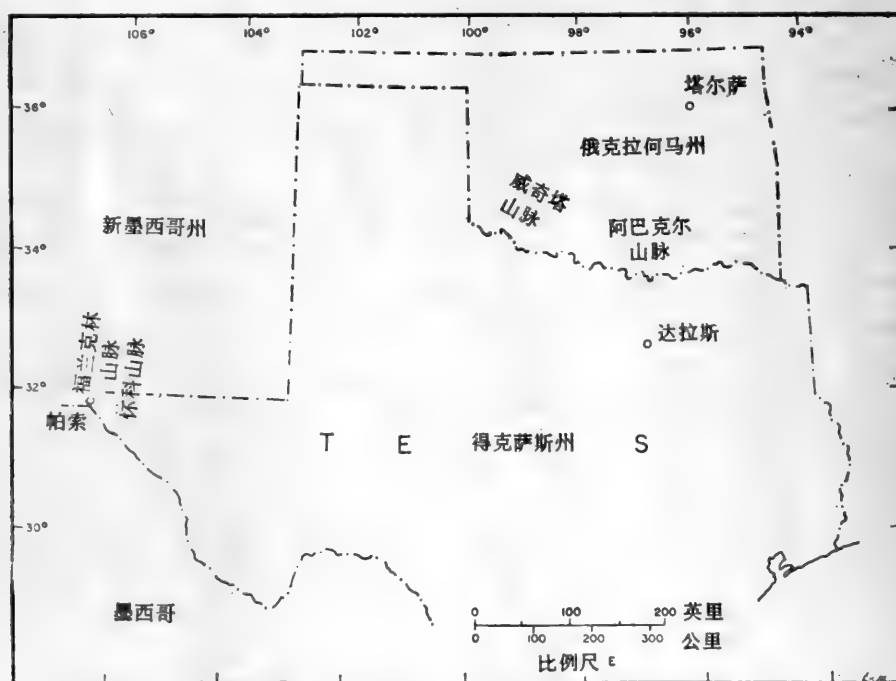 106° 104° 102° 100° 98° 96° 94°
塔尔萨
36°
俄克拉何马州
威奇塔
山脉
新墨西哥州
阿巴克尔
山脉
34°
福兰克林
山脉
怀科山脉
达拉斯
32°
帕索
T E 得克萨斯州 S
30°
墨西哥
0 100 200 英里
0 100 200 300 公里
比例尺 E